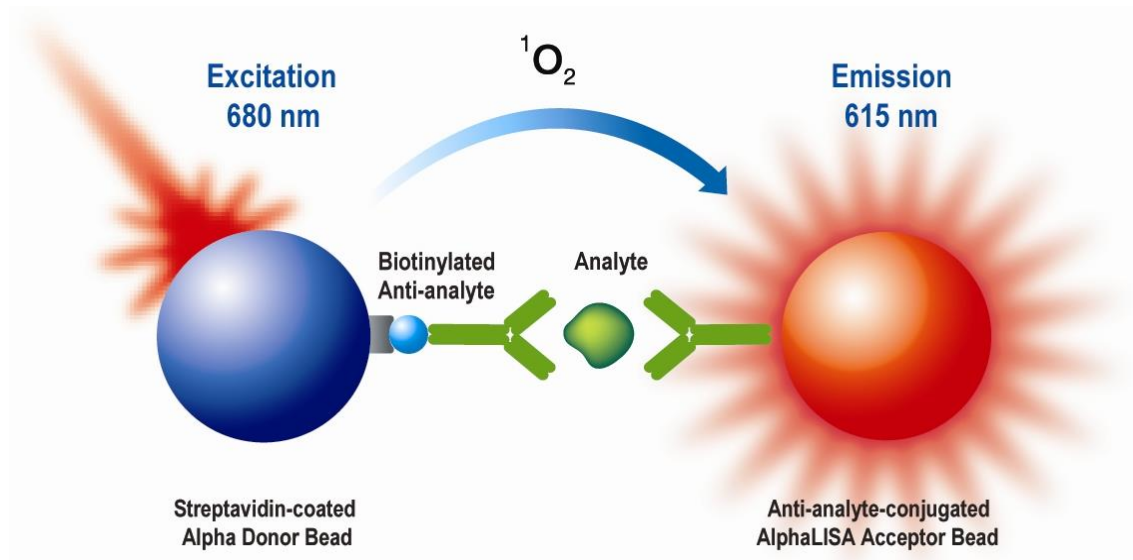 Excitation
680 nm
¹O₂
Emission
615 nm
Biotinylated
Anti-analyte
Analyte
Streptavidin-coated
Alpha Donor Bead
Anti-analyte-conjugated
AlphaLISA Acceptor Bead